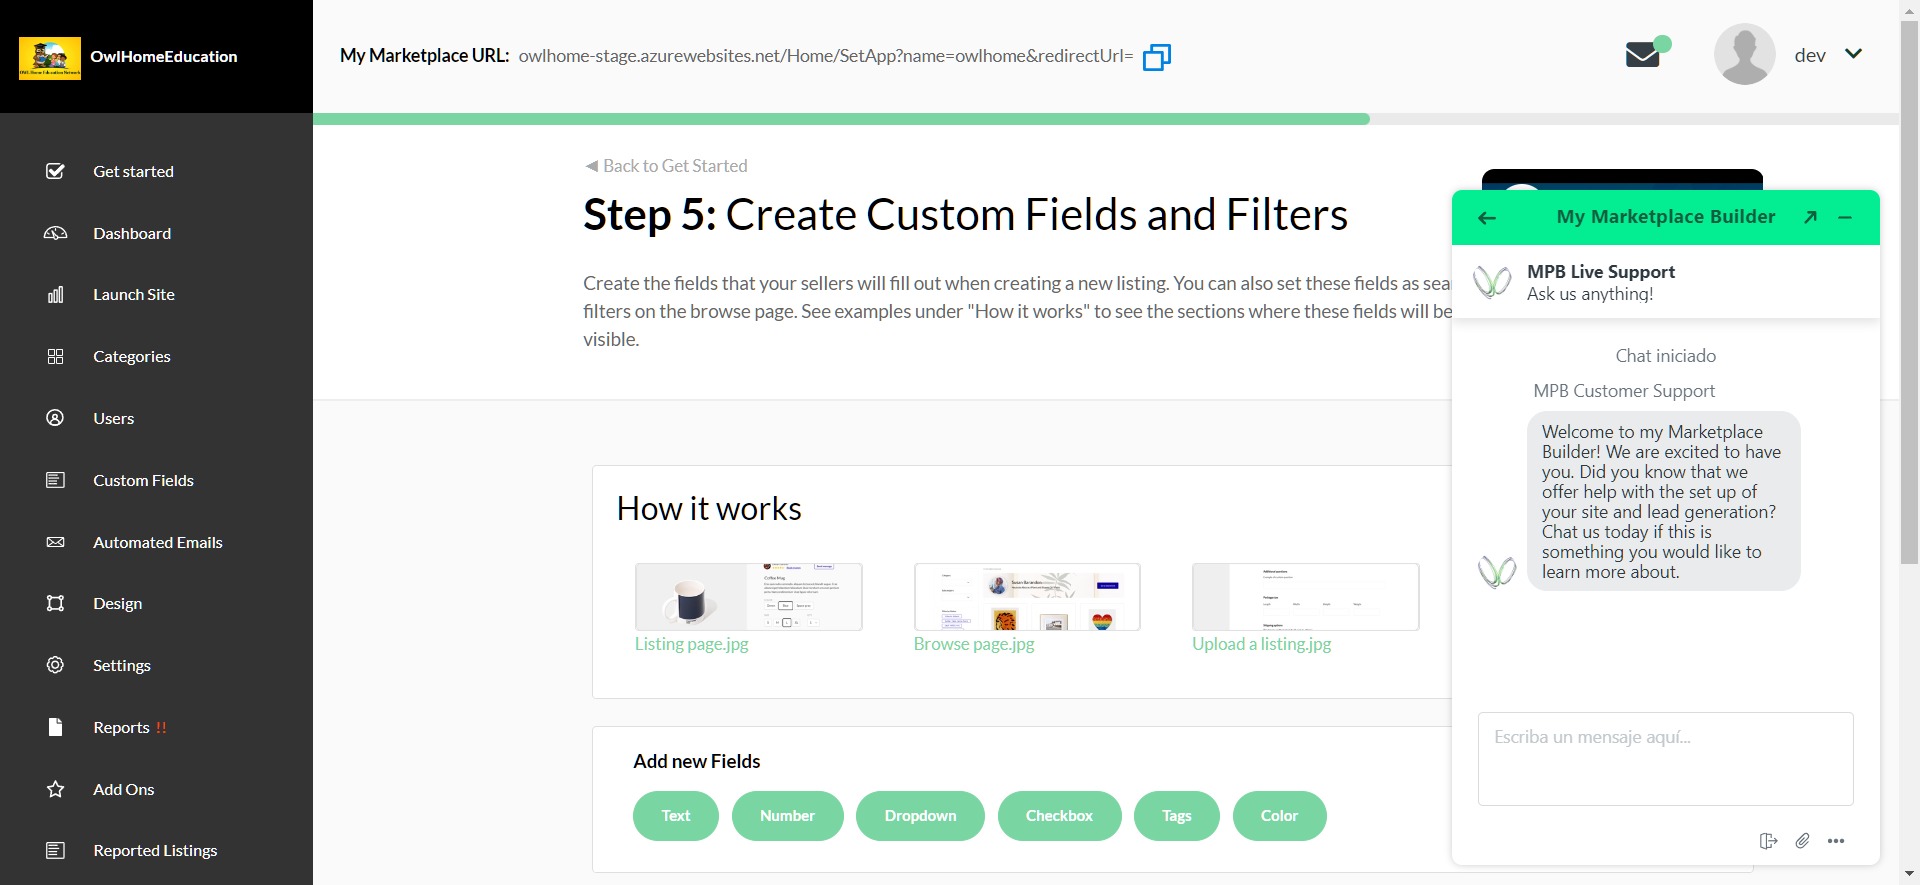 OwlHomeEducation
My Marketplace URL: owlhome-stage.azurewebsites.net/Home/SetApp?name=owlhome&redirectUrl=
dev
Get started
Dashboard
Launch Site
Categories
Users
Custom Fields
Automated Emails
Design
Settings
Reports !!
Add Ons
Reported Listings
◄ Back to Get Started
Step 5: Create Custom Fields and Filters
Create the fields that your sellers will fill out when creating a new listing. You can also set these fields as sea
filters on the browse page. See examples under "How it works" to see the sections where these fields will be
visible.
How it works
Listing page.jpg
Browse page.jpg
Upload a listing.jpg
Add new Fields
Text
Number
Dropdown
Checkbox
Tags
Color
My Marketplace Builder
MPB Live Support
Ask us anything!
Chat iniciado
MPB Customer Support
Welcome to my Marketplace
Builder! We are excited to have
you. Did you know that we
offer help with the set up of
your site and lead generation?
Chat us today if this is
something you would like to
learn more about.
Escriba un mensaje aquí...